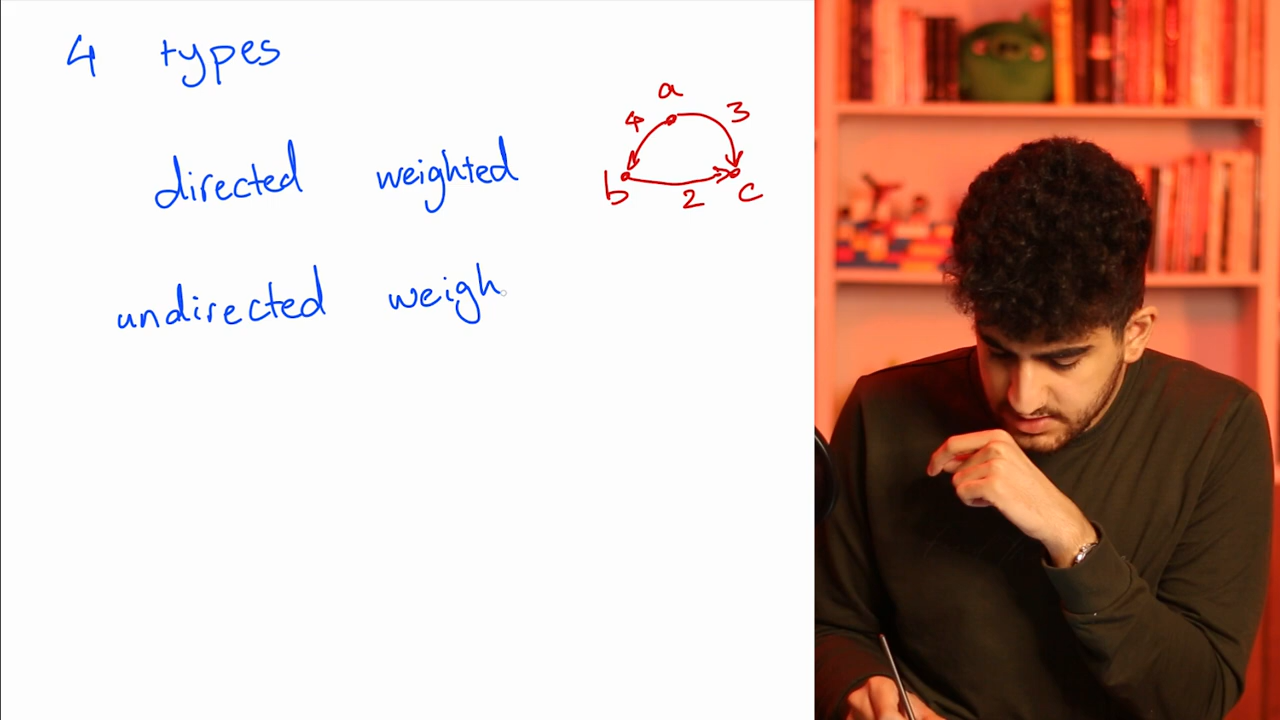 4 types
directed weighted
a
4 3
b 2 c
undirected weigh